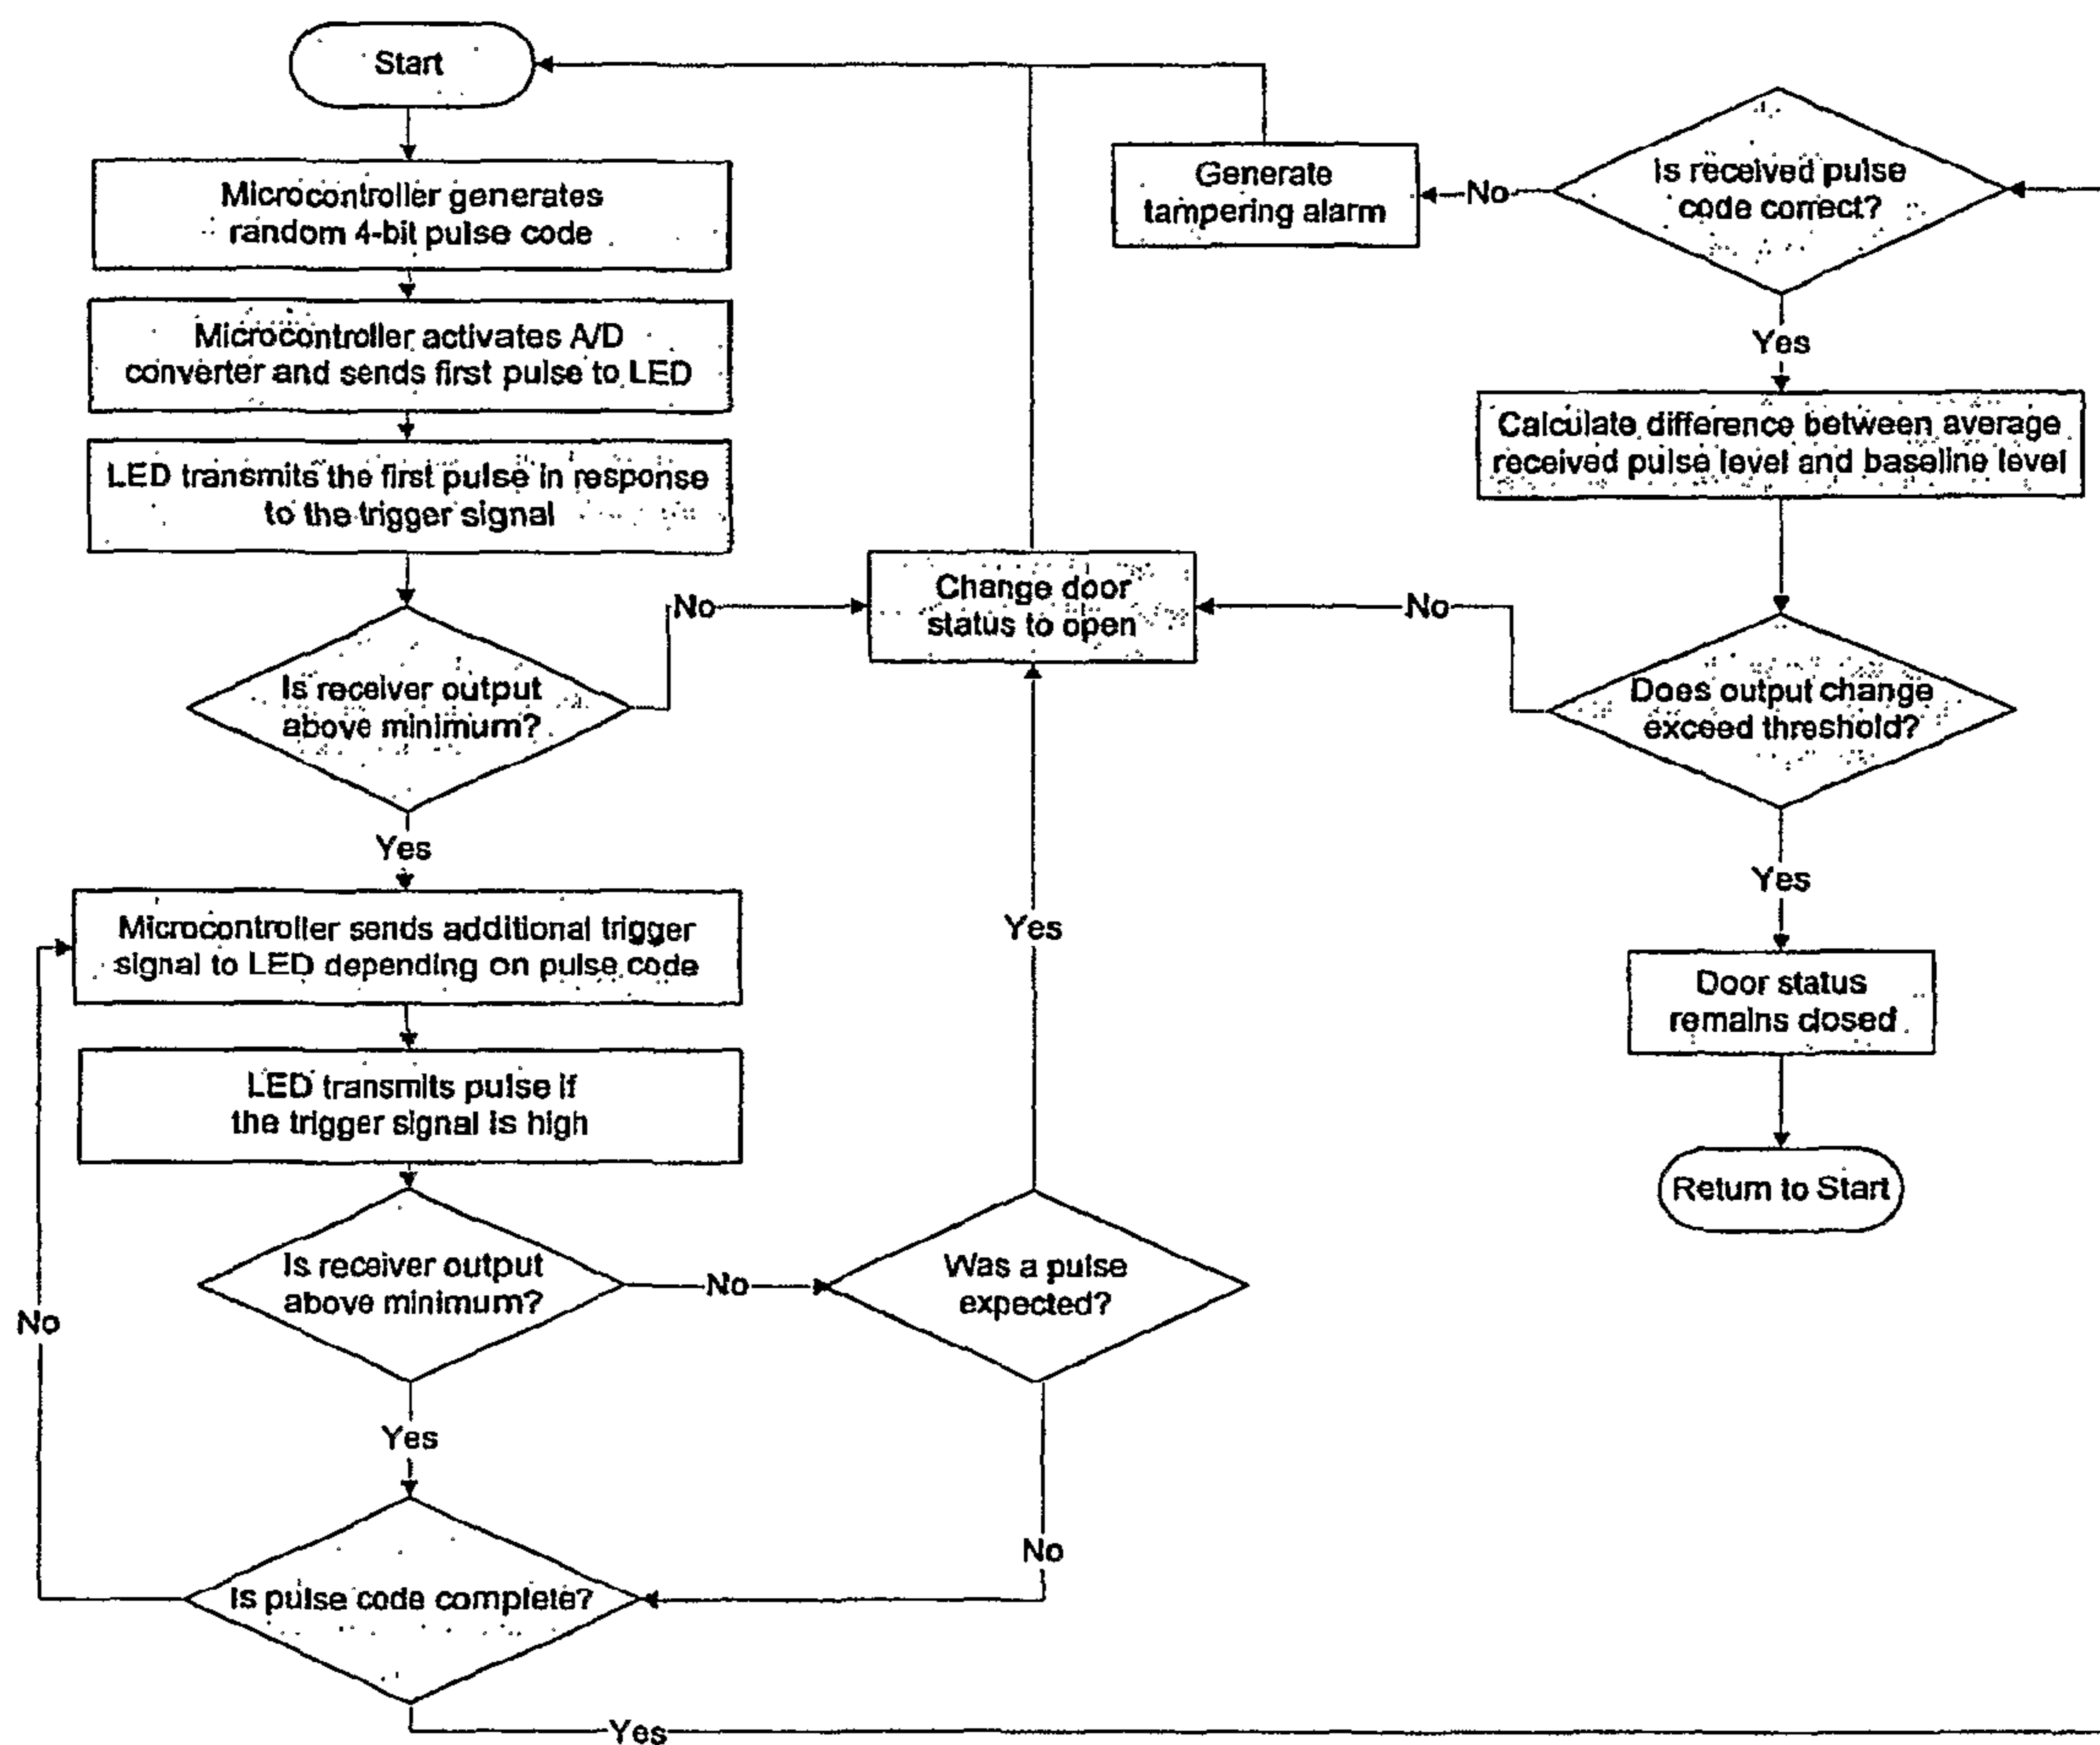 Start
Microcontroller generates
random 4-bit pulse code
Microcontroller activates A/D
converter and sends first pulse to LED
LED transmits the first pulse in response
to the trigger signal
Is receiver output
above minimum?
No
Yes
Microcontroller sends additional trigger
signal to LED depending on pulse code
LED transmits pulse if
the trigger signal is high
Is receiver output
above minimum?
No
Yes
Is pulse code complete?
No
Yes
Was a pulse
expected?
Yes
No
Change door
status to open
Generate
tampering alarm
No
Is received pulse
code correct?
Yes
Calculate difference between average
received pulse level and baseline level
Does output change
exceed threshold?
No
Yes
Door status
remains closed
Return to Start